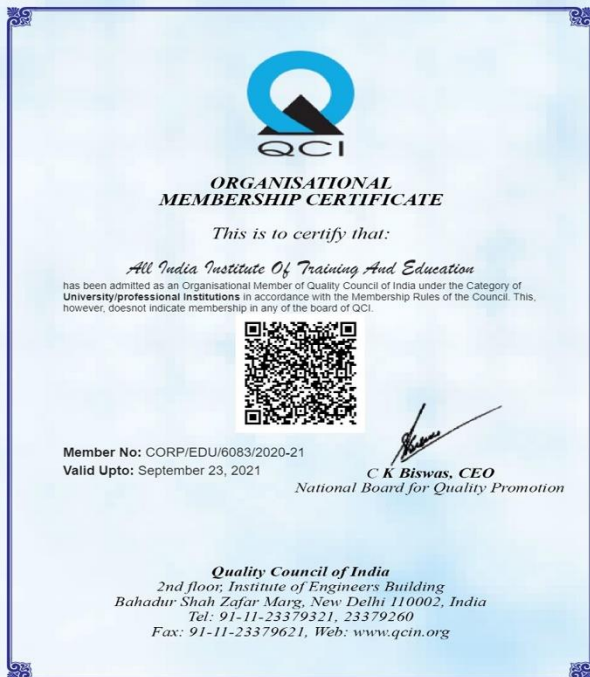 QCI
ORGANISATIONAL
MEMBERSHIP CERTIFICATE
This is to certify that:
All India Institute Of Training And Education
has been admitted as an Organisational Member of Quality Council of India under the Category of
University/professional Institutions in accordance with the Membership Rules of the Council. This,
however, doesnot indicate membership in any of the board of QCI.
Member No: CORP/EDU/6083/2020-21
Valid Upto: September 23, 2021
C K Biswas, CEO
National Board for Quality Promotion
Quality Council of India
2nd floor, Institute of Engineers Building
Bahadur Shah Zafar Marg, New Delhi 110002, India
Tel: 91-11-23379321, 23379260
Fax: 91-11-23379621, Web: www.qcin.org